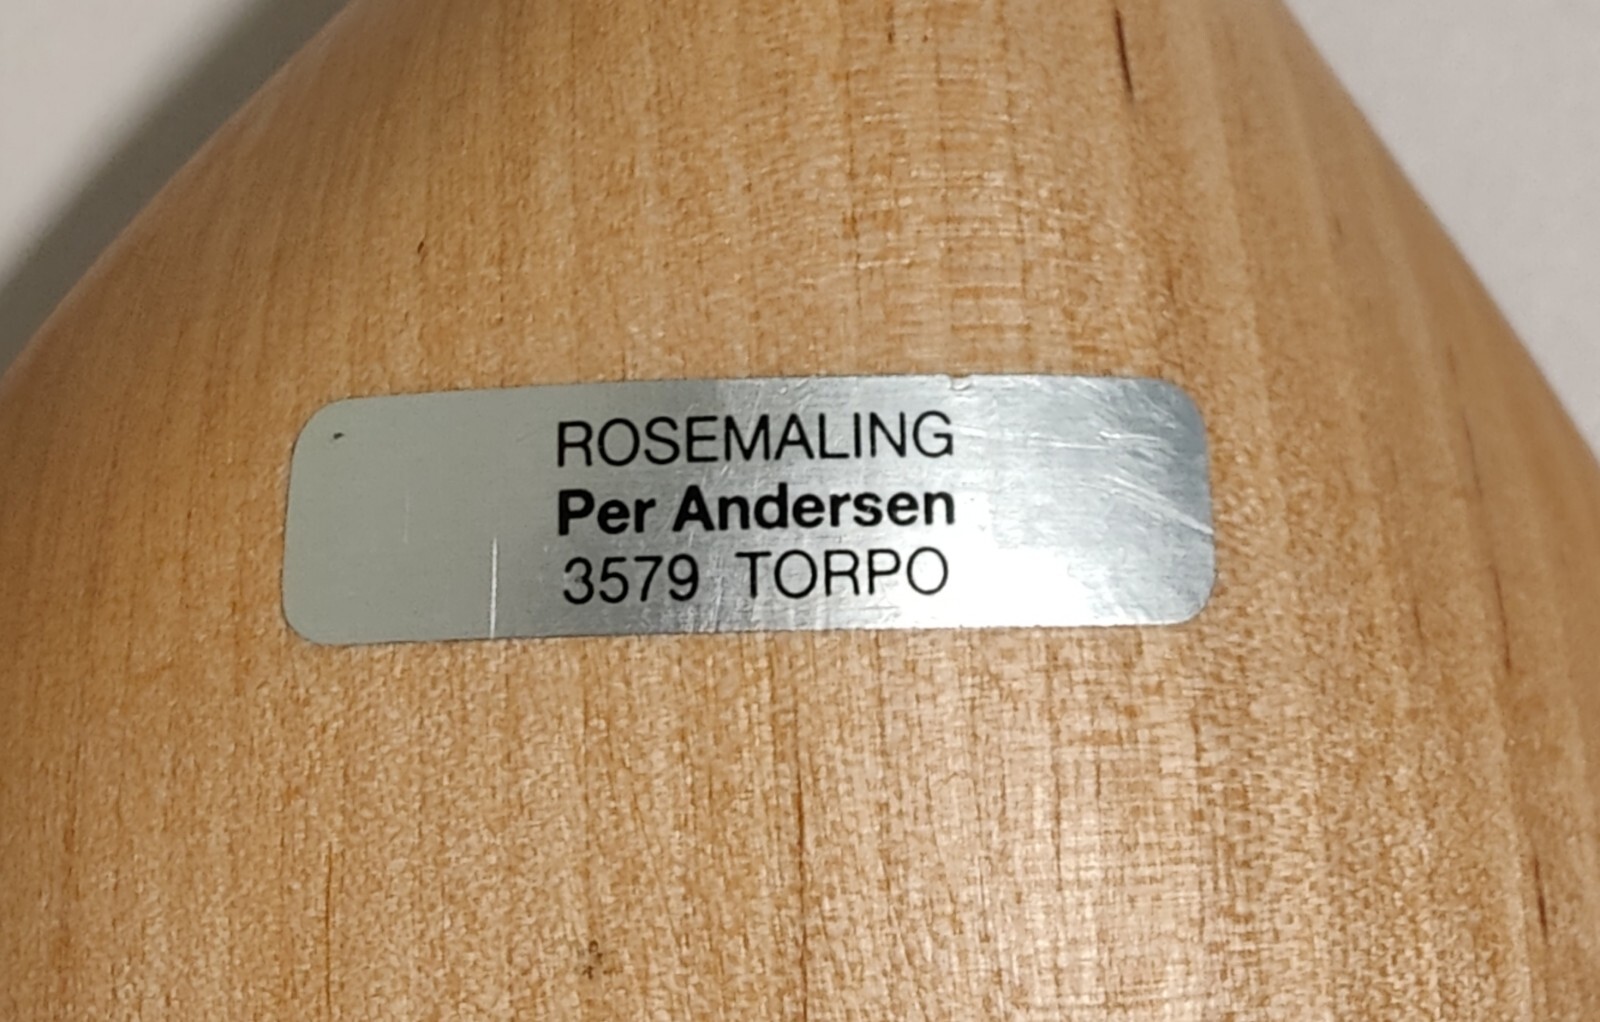 ROSEMALING
Per Andersen
3579 TORPO